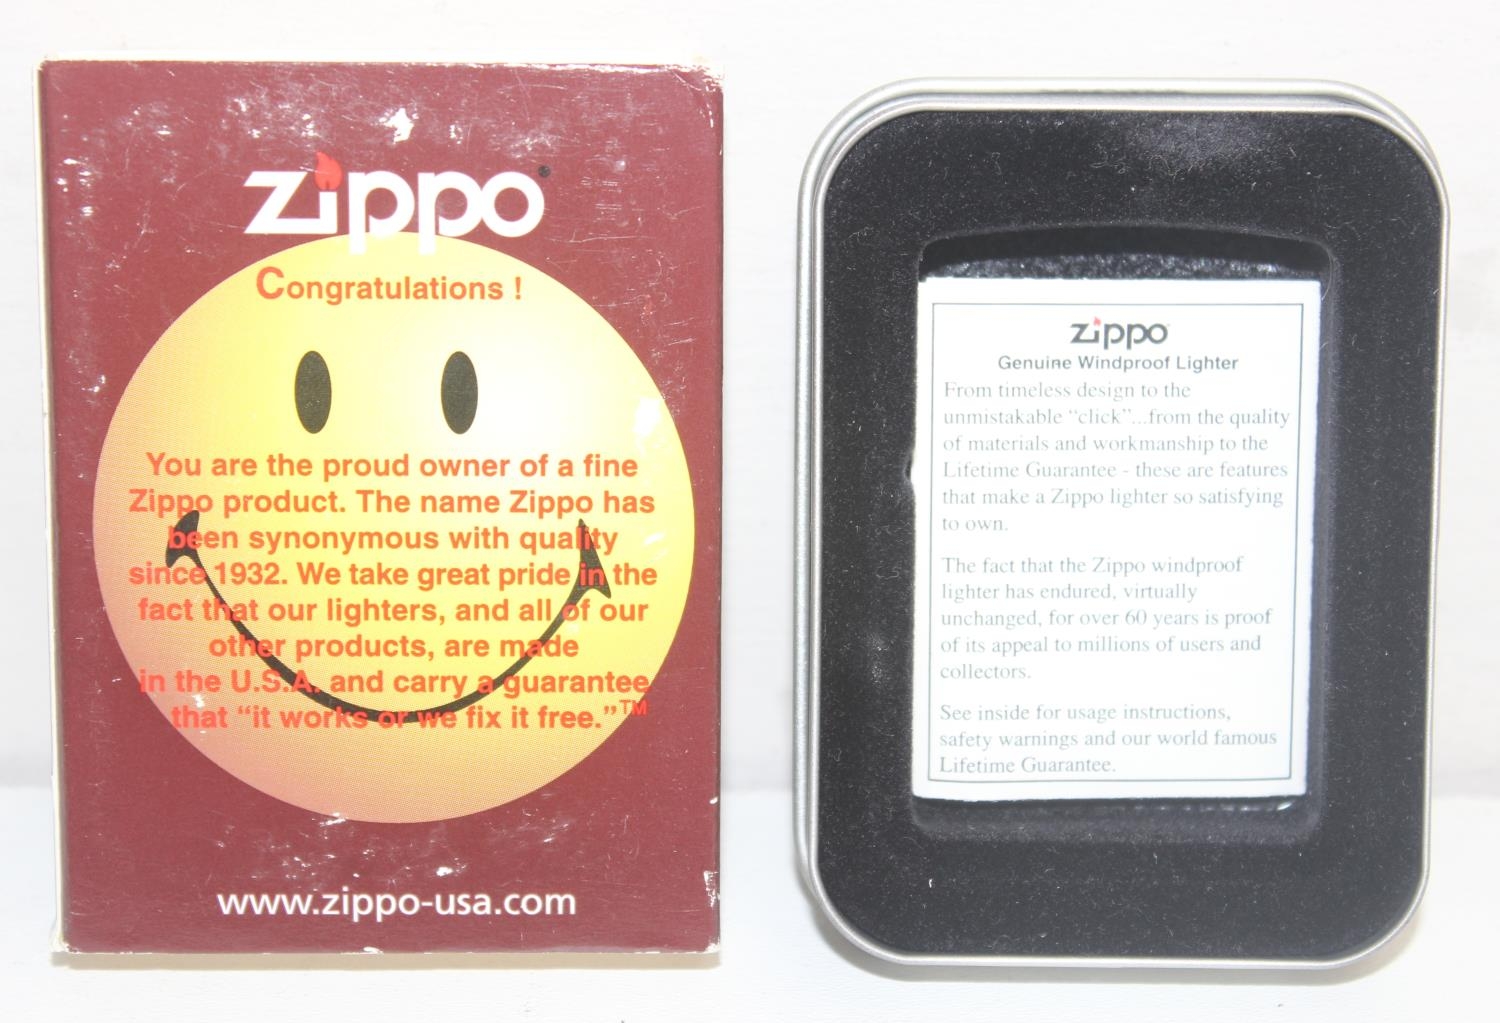 zippo
Congratulations !
You are the proud owner of a fine
Zippo product. The name Zippo has
been synonymous with quality
since 1932. We take great pride in the
fact that our lighters, and all of our
other products, are made
in the U.S.A. and carry a guarantee
that “it works or we fix it free.”™
www.zippo-usa.com
zippo
Genuine Windproof Lighter
From timeless design to the
unmistakable “click”...from the quality
of materials and workmanship to the
Lifetime Guarantee - these are features
that make a Zippo lighter so satisfying
to own.
The fact that the Zippo windproof
lighter has endured, virtually
unchanged, for over 60 years is proof
of its appeal to millions of users and
collectors.
See inside for usage instructions,
safety warnings and our world famous
Lifetime Guarantee.